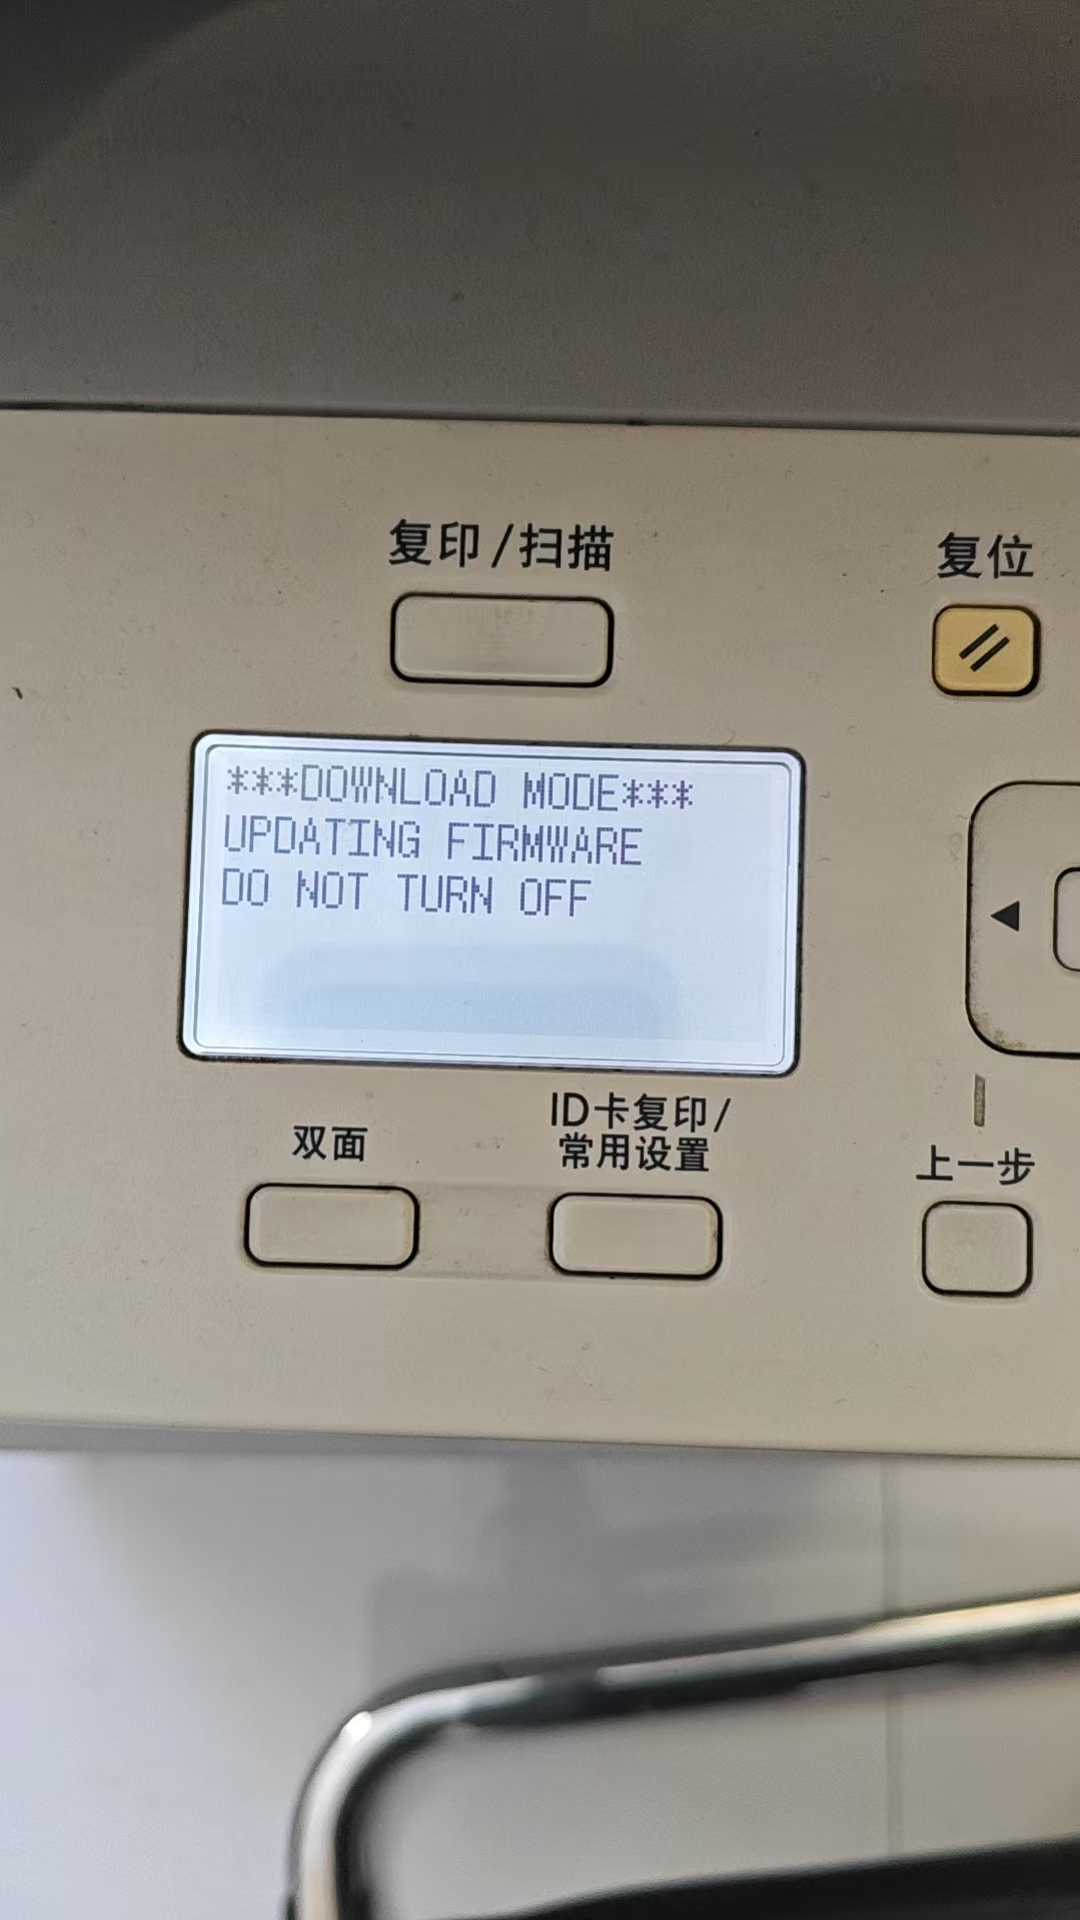 复印/扫描
复位
***DOWNLOAD MODE***
UPDATING FIRMWARE
DO NOT TURN OFF
双面
ID卡复印/
常用设置
上一步